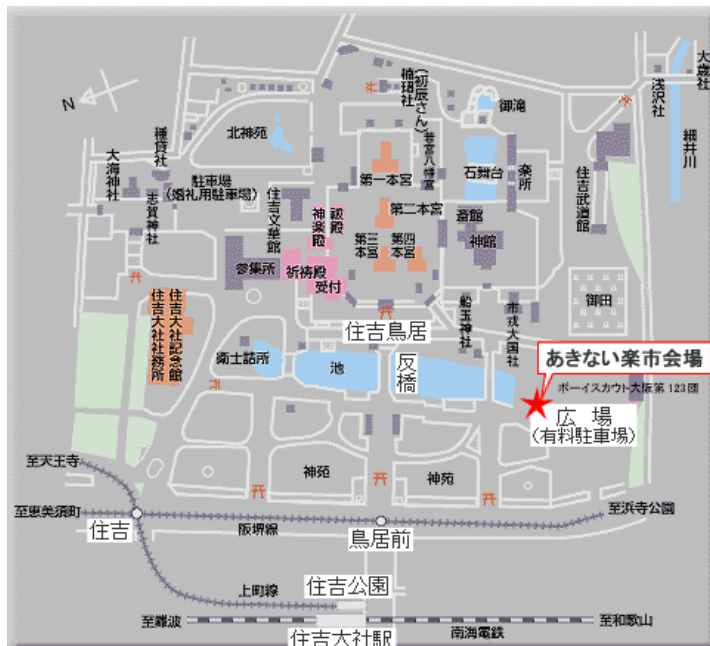 大歳社
浅沢社
細井川
N
楠珺社
(初辰さん)
若宮八幡宮
御滝
北神苑
種貸社
大海神社
志賀神社
駐車場
(婚礼用駐車場)
住吉文華館
神楽殿
祓殿
第一本宮
第二本宮
第三本宮
第四本宮
石舞台
楽所
斎館
神館
住吉武道館
参集所
祈祷殿
受付
御田
住吉大社記念館
住吉大社社務所
衛士詰所
住吉鳥居
池
反橋
船玉神社
市戎大国社
あきない楽市会場
ボーイスカウト大阪第123団
広場
(有料駐車場)
神苑
神苑
至天王寺
至恵美須町
住吉
阪堺線
鳥居前
至浜寺公園
上町線
住吉公園
至難波
住吉大社駅
南海電鉄
至和歌山